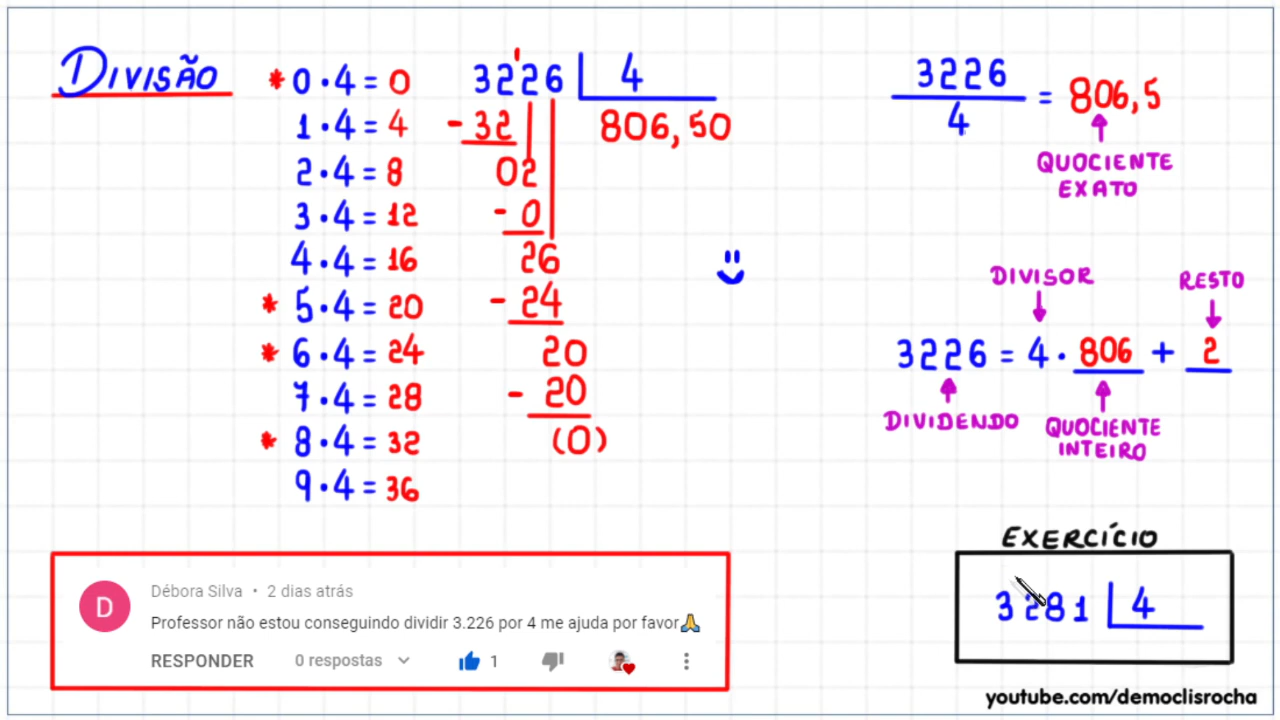 DIVISÃO
* 0 · 4 = 0
1 · 4 = 4
2 · 4 = 8
3 · 4 = 12
4 · 4 = 16
* 5 · 4 = 20
* 6 · 4 = 24
7 · 4 = 28
* 8 · 4 = 32
9 · 4 = 36
3226 | 4
- 32 806,50
02
- 0
26
- 24
20
- 20
(0)
3226
4
= 806,5
QUOCIENTE
EXATO
DIVISOR
RESTO
3226 = 4 · 806 + 2
DIVIDENDO
QUOCIENTE
INTEIRO
EXERCÍCIO
3281 | 4
D
Débora Silva • 2 dias atrás
Professor não estou conseguindo dividir 3.226 por 4 me ajuda por favor🙏
RESPONDER 0 respostas 1
youtube.com/democlisrocha